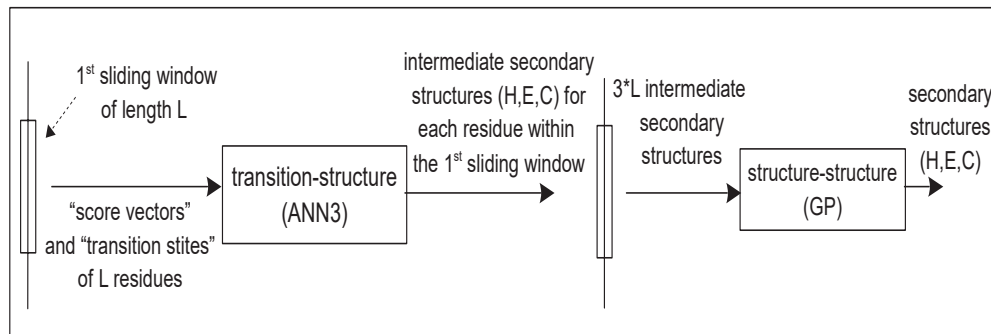 1st sliding window
of length L
"score vectors"
and "transition stites"
of L residues
transition-structure
(ANN3)
intermediate secondary
structures (H,E,C) for
each residue within
the 1st sliding window
3*L intermediate
secondary
structures
structure-structure
(GP)
secondary
structures
(H,E,C)